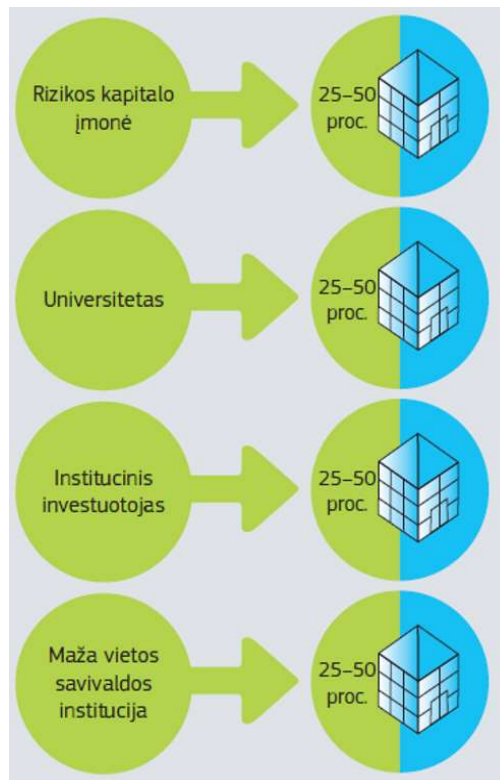 Rizikos kapitalo
įmonė
25–50
proc.
Universitetas
25–50
proc.
Institucinis
investuotojas
25–50
proc.
Maža vietos
savivaldos
institucija
25–50
proc.